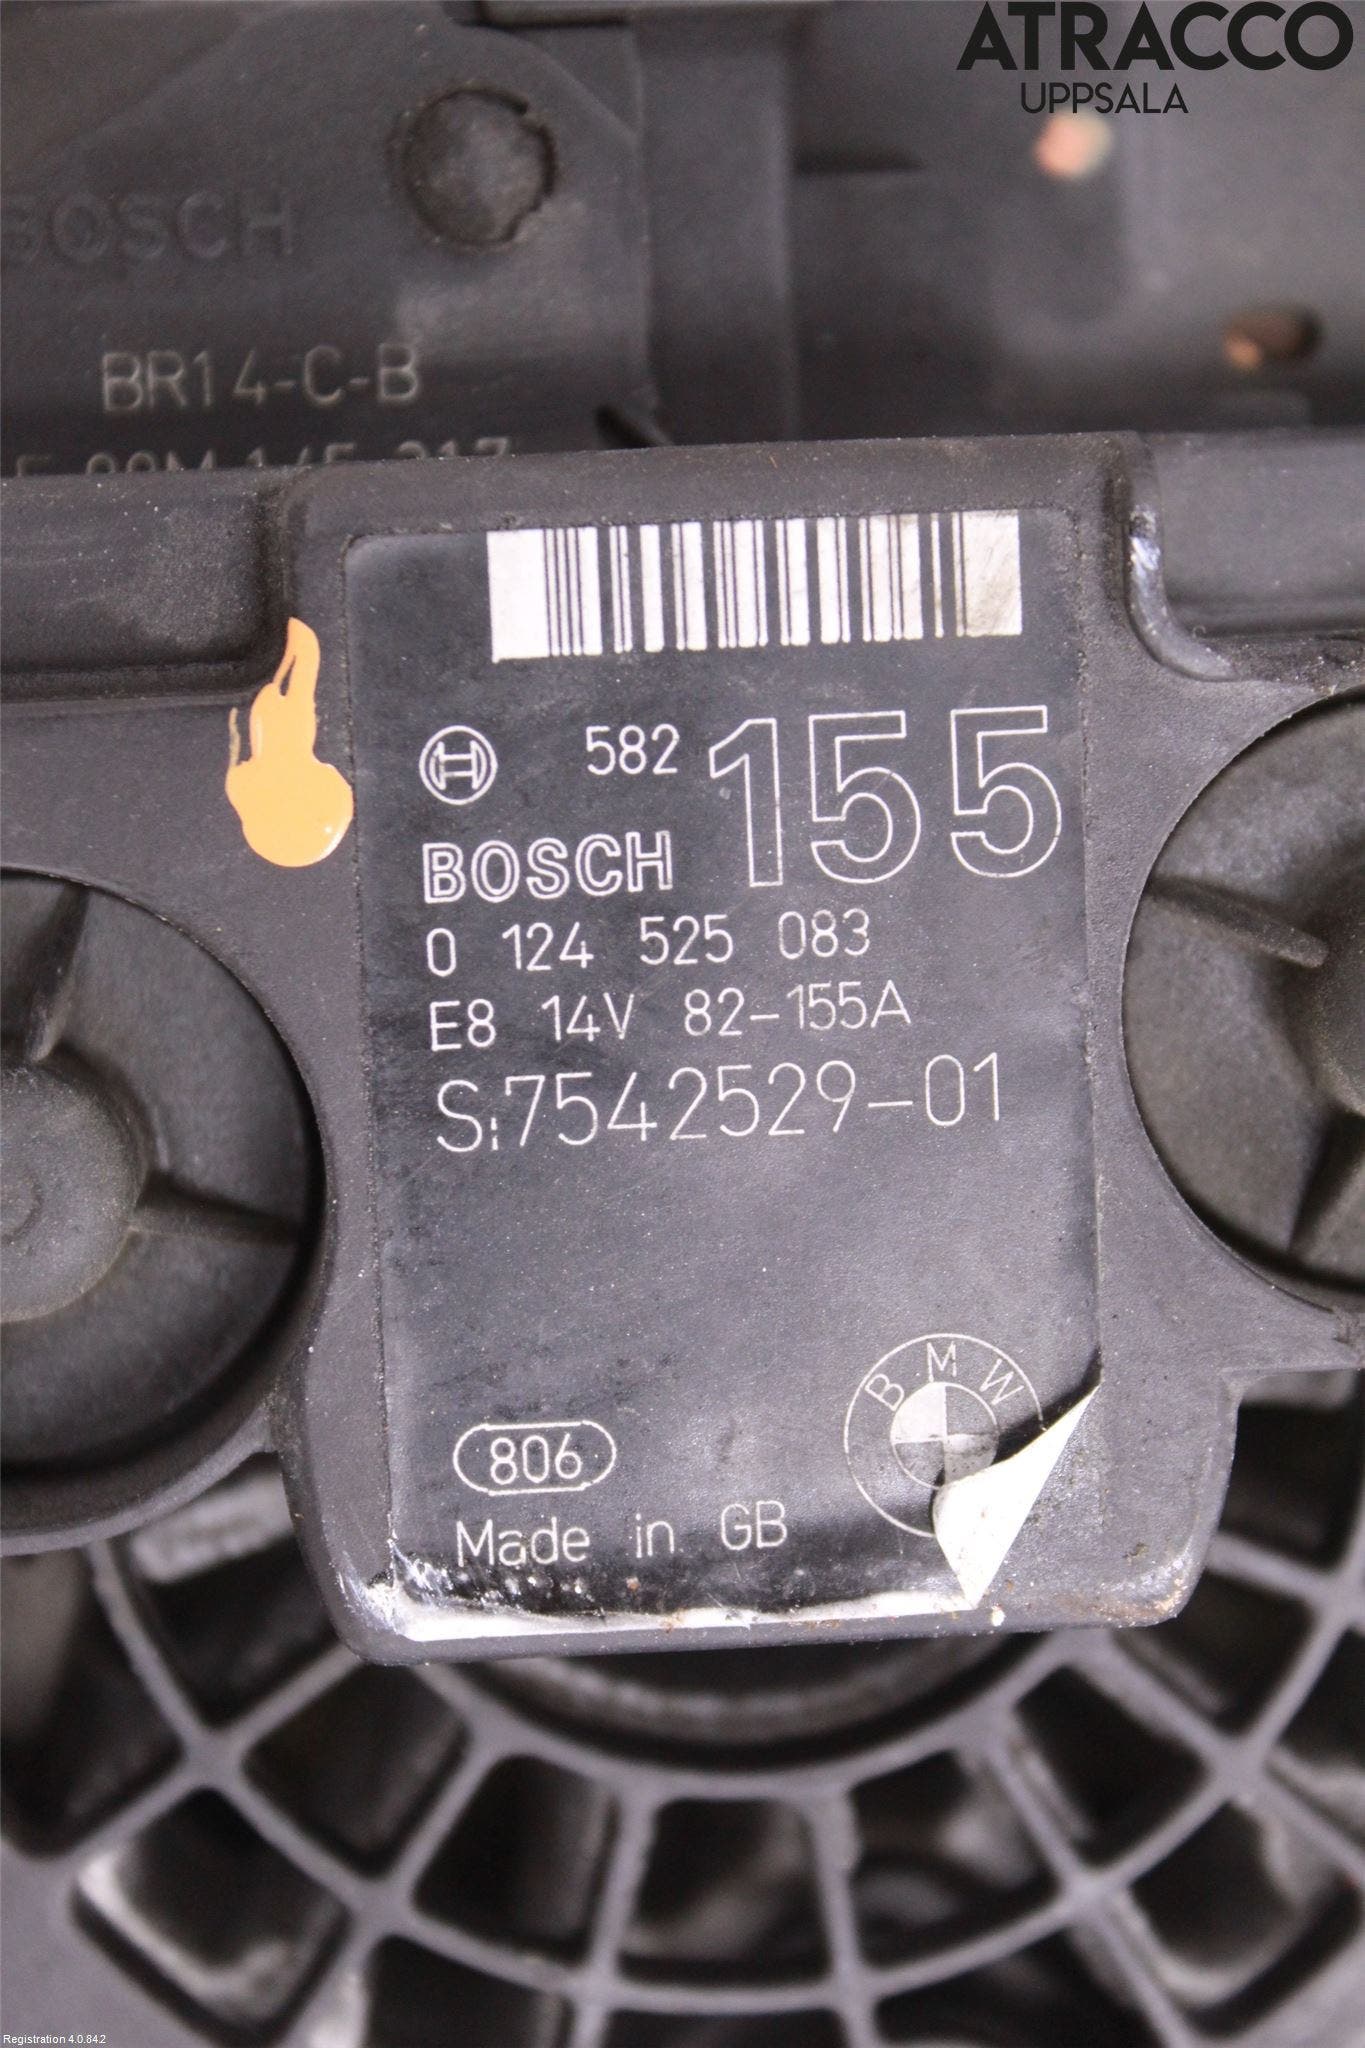 ATRACCO
UPPSALA
BOSCH
BR14-C-B
582 155
BOSCH
0 124 525 083
E8 14V 82-155A
S:7542529-01
BMW
806
Made in GB
Registration 4.0.842